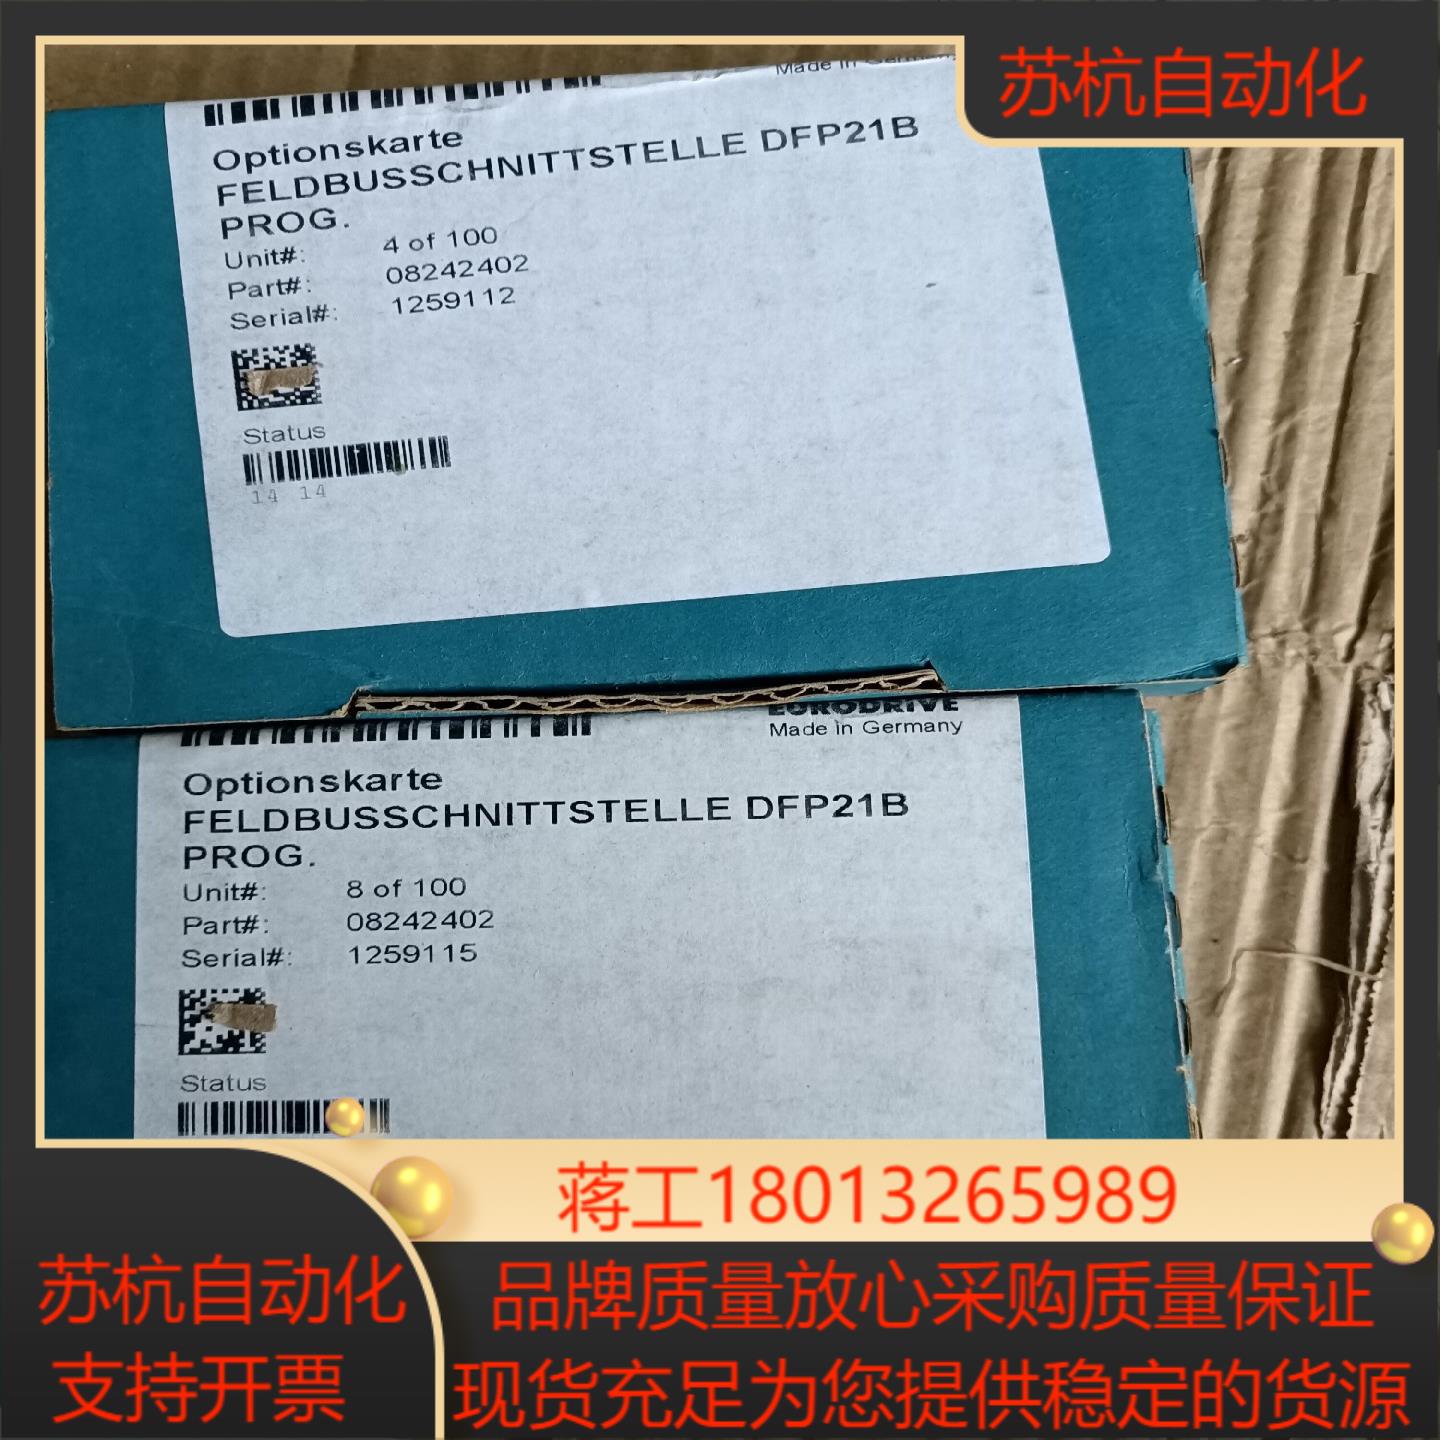 苏杭自动化
Made in Germany
Optionskarte
FELDBUSSCHNITTSTELLE DFP21B
PROG.
Unit#: 4 of 100
Part#: 08242402
Serial#: 1259112
Status
14 14
EURODRIVE
Made in Germany
Optionskarte
FELDBUSSCHNITTSTELLE DFP21B
PROG.
Unit#: 8 of 100
Part#: 08242402
Serial#: 1259115
Status
蒋工18013265989
苏杭自动化
支持开票
品牌质量放心采购质量保证
现货充足为您提供稳定的货源